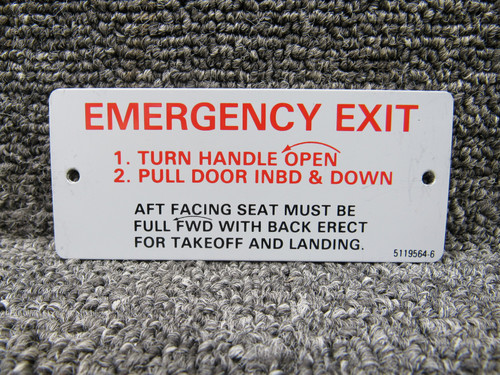 EMERGENCY EXIT
1. TURN HANDLE OPEN
2. PULL DOOR INBD & DOWN
AFT FACING SEAT MUST BE
FULL FWD WITH BACK ERECT
FOR TAKEOFF AND LANDING.
5119564-6